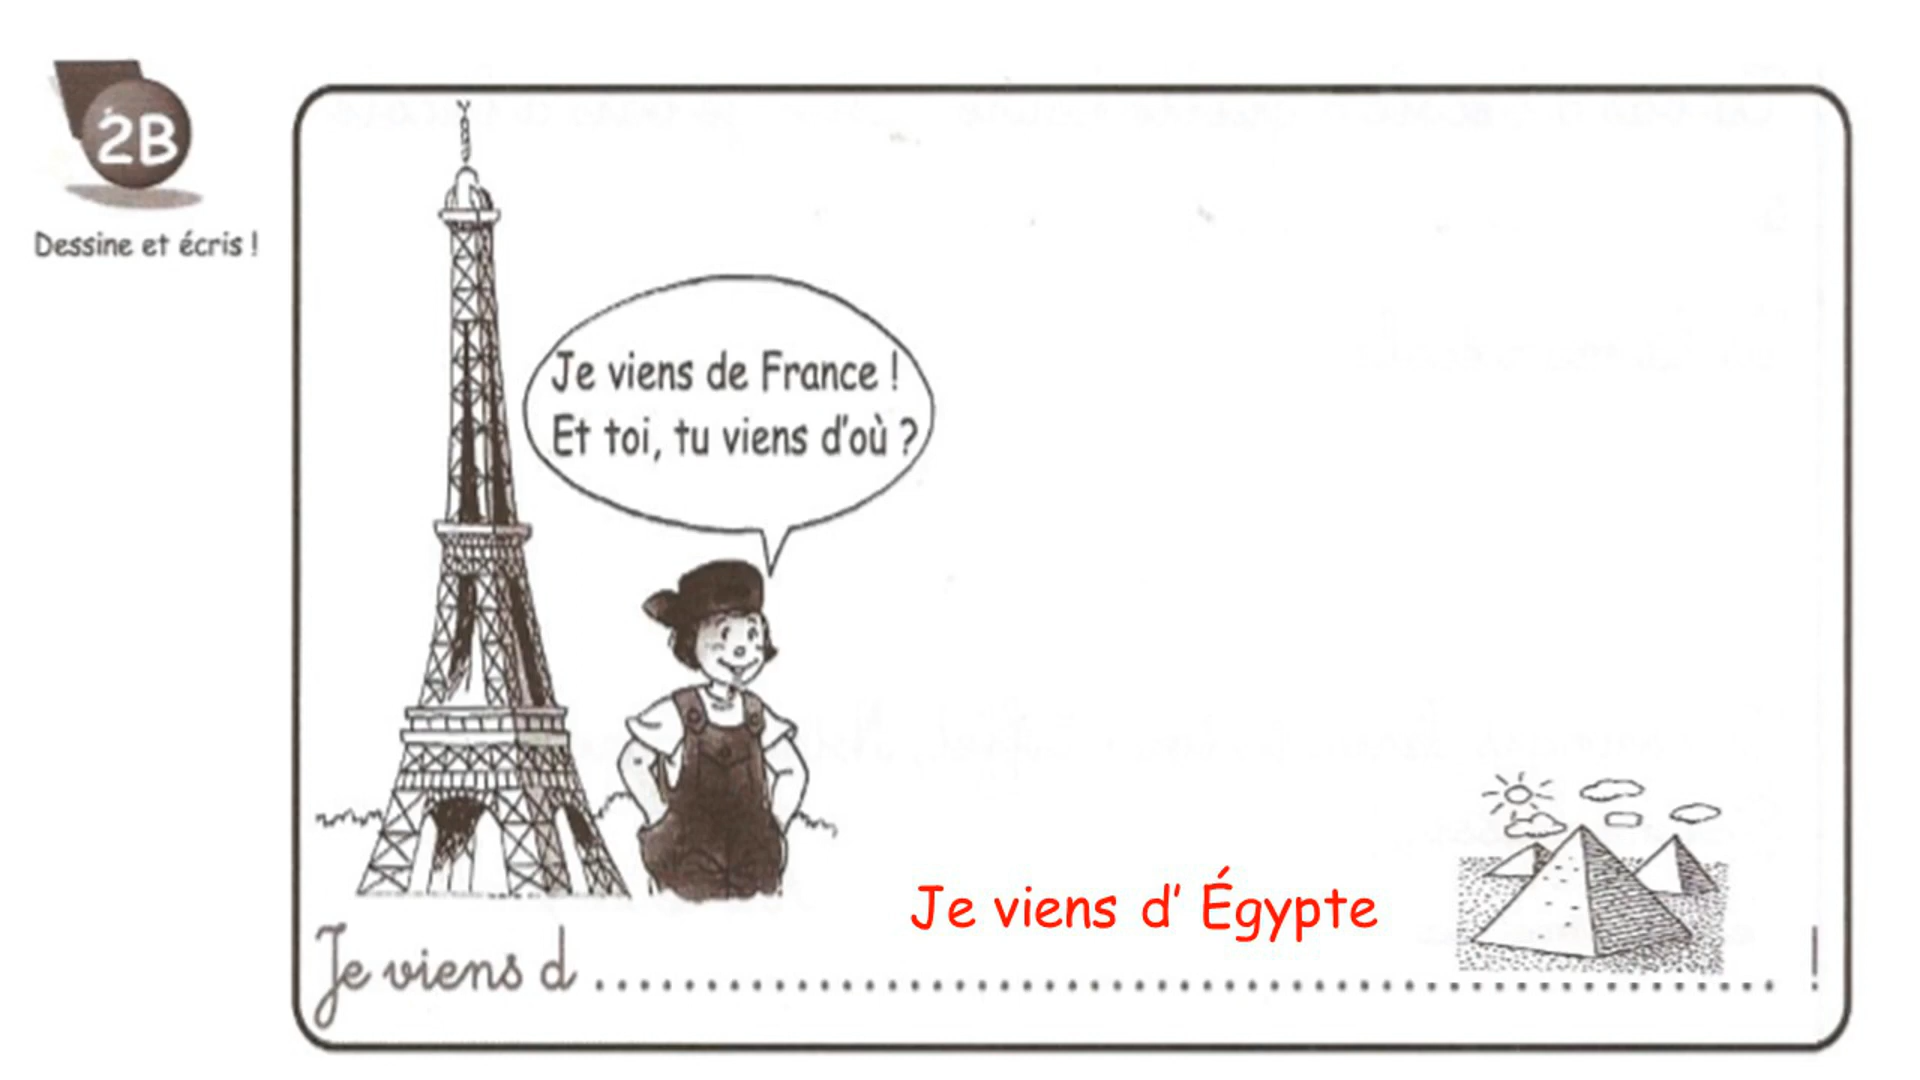 2B
Dessine et écris !
Je viens de France !
Et toi, tu viens d'où ?
Je viens d' Égypte
Je viens d ........................................................ !